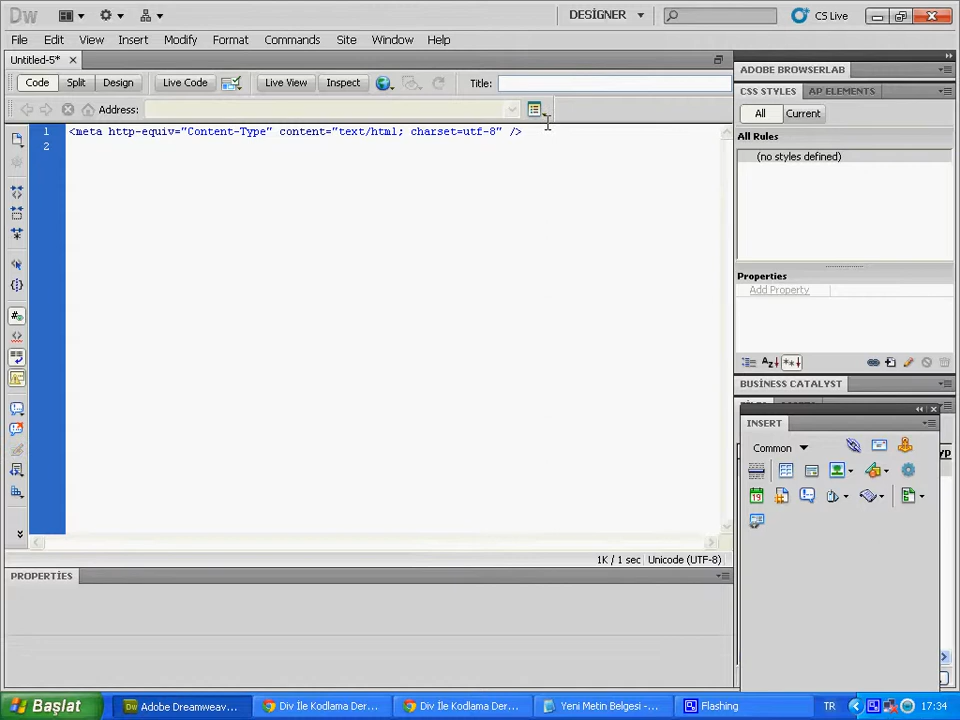 Dw
DESİGNER
CS Live
File Edit View Insert Modify Format Commands Site Window Help
Untitled-5*
Code Split Design Live Code Live View Inspect Title:
Address:
1 <meta http-equiv="Content-Type" content="text/html; charset=utf-8" />
2
1K / 1 sec Unicode (UTF-8)
PROPERTİES
ADOBE BROWSERLAB
CSS STYLES AP ELEMENTS
All Current
All Rules
(no styles defined)
Properties
Add Property
BUSİNESS CATALYST
INSERT
Common
Başlat
Dw Adobe Dreamweav...
Div İle Kodlama Der...
Div İle Kodlama Der...
Yeni Metin Belgesi -...
Flashing
TR
17:34